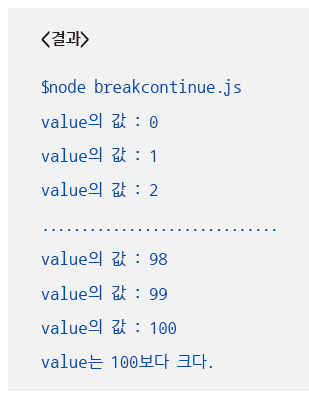 <결과>
$node breakcontinue.js
value의 값 : 0
value의 값 : 1
value의 값 : 2
..............................
value의 값 : 98
value의 값 : 99
value의 값 : 100
value는 100보다 크다.